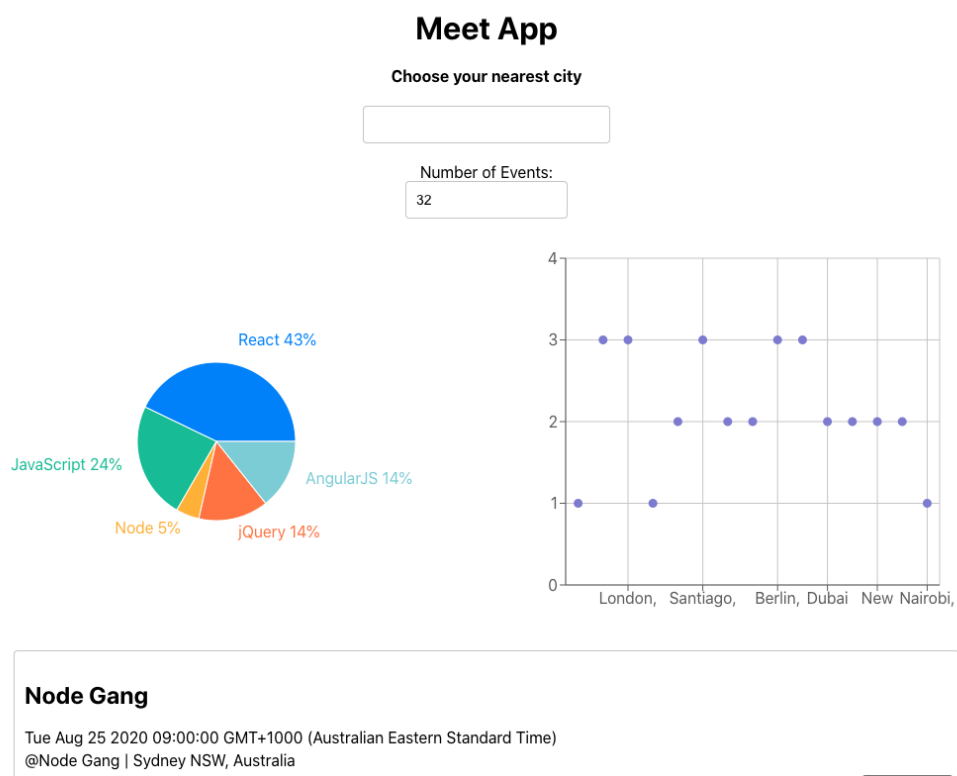 Meet App
Choose your nearest city
Number of Events:
32
React 43%
JavaScript 24%
AngularJS 14%
Node 5%
jQuery 14%
4
3
2
1
0
London, Santiago, Berlin, Dubai New Nairobi,
Node Gang
Tue Aug 25 2020 09:00:00 GMT+1000 (Australian Eastern Standard Time)
@Node Gang | Sydney NSW, Australia